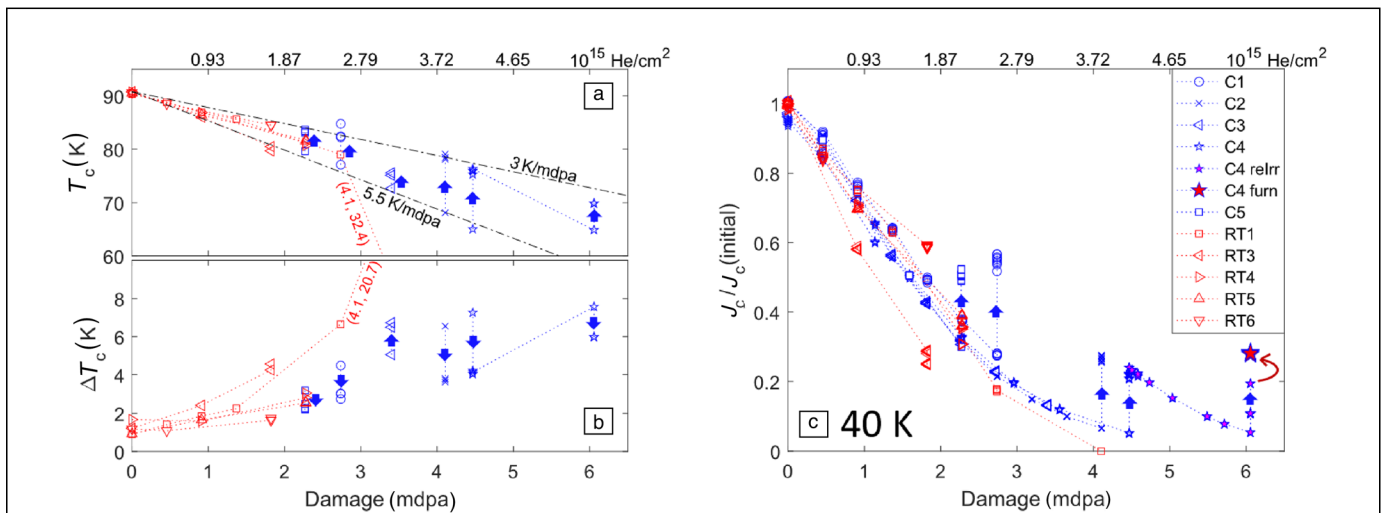 0.93 1.87 2.79 3.72 4.65 10¹⁵ He/cm²
90
80
70
60
T_c (K)
a
3 K/mdpa
5.5 K/mdpa
(4.1, 32.4)
8
6
4
2
0
ΔT_c (K)
b
(4.1, 20.7)
0 1 2 3 4 5 6
Damage (mdpa)
0.93 1.87 2.79 3.72 4.65 10¹⁵ He/cm²
1
0.8
0.6
0.4
0.2
0
J_c / J_c (initial)
C1
C2
C3
C4
C4 reIrr
C4 furn
C5
RT1
RT3
RT4
RT5
RT6
c 40 K
0 1 2 3 4 5 6
Damage (mdpa)